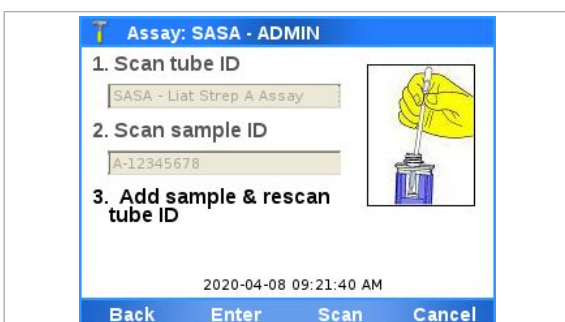 Assay: SASA - ADMIN
1. Scan tube ID
SASA - Liat Strep A Assay
2. Scan sample ID
A-12345678
3. Add sample & rescan
tube ID
2020-04-08 09:21:40 AM
Back Enter Scan Cancel